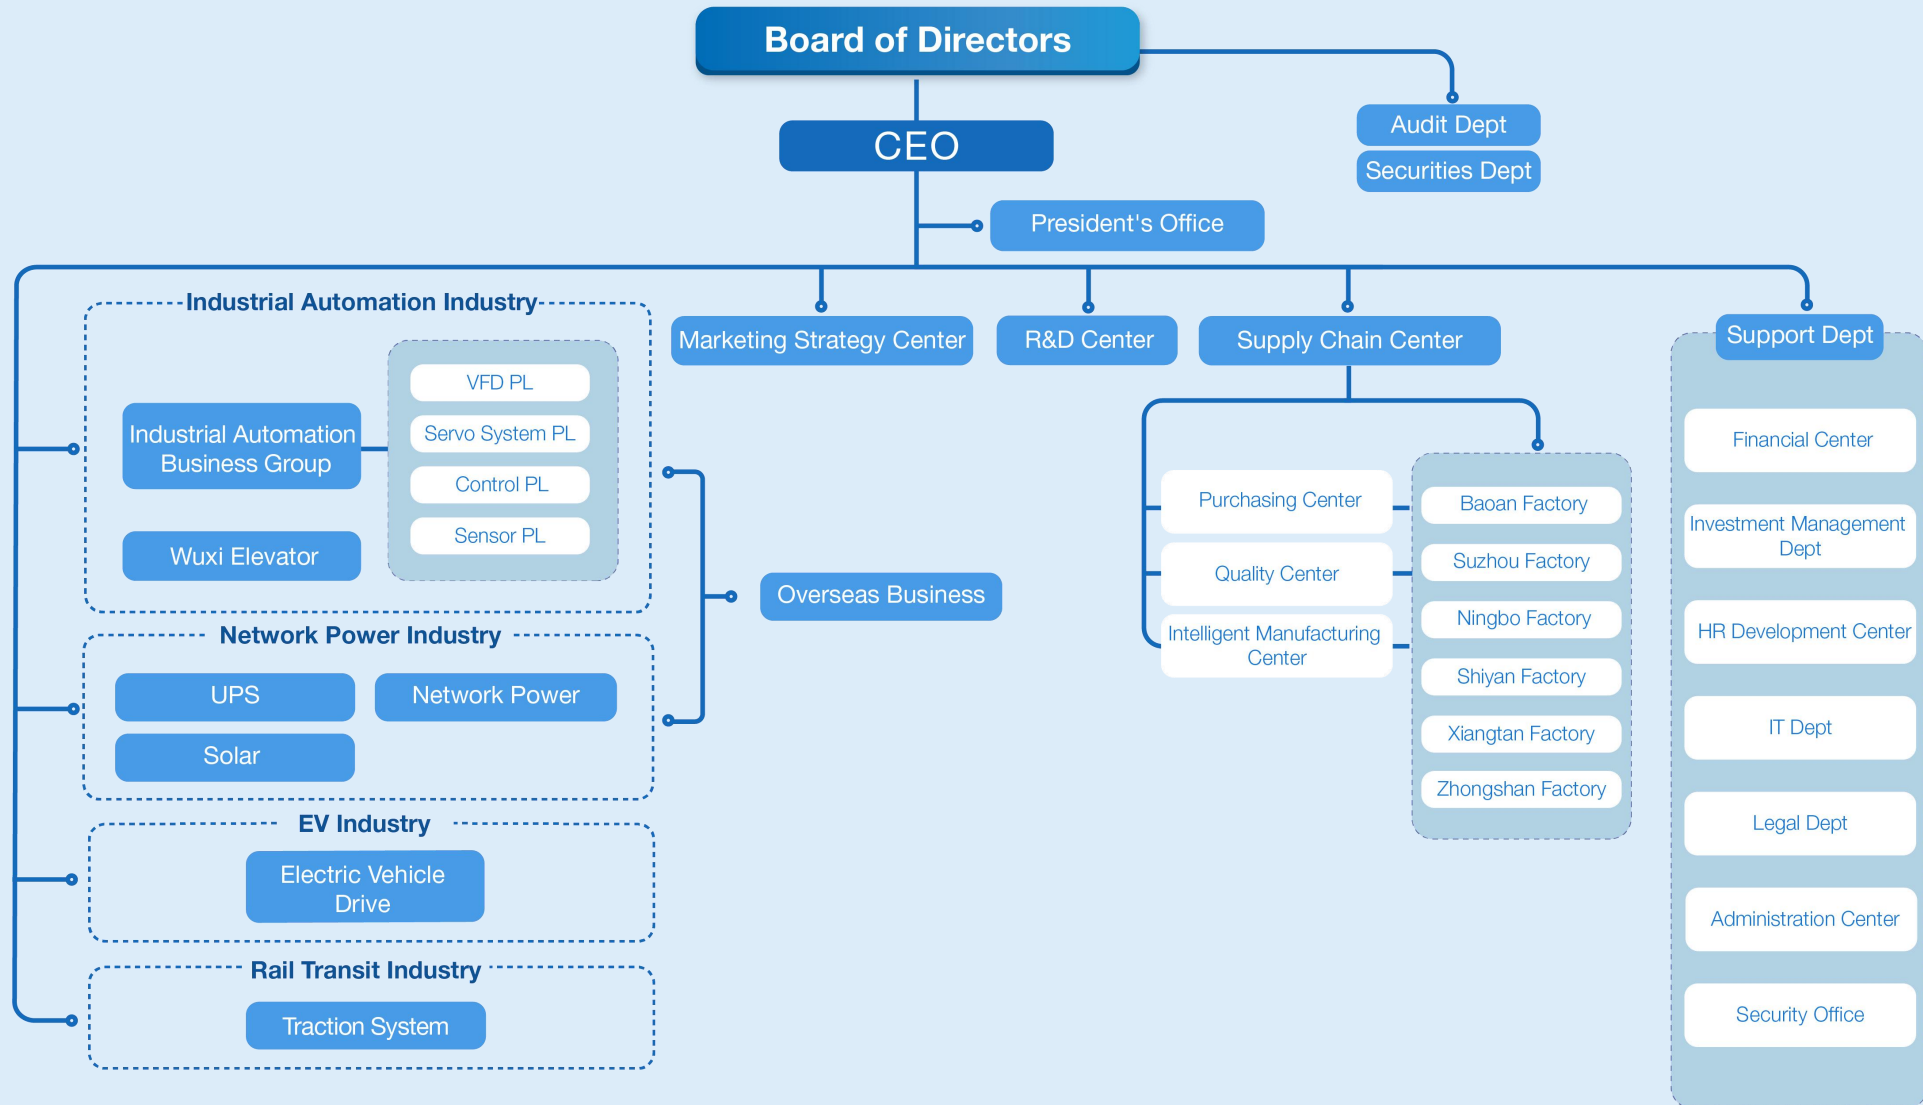 Board of Directors
Audit Dept
CEO
Securities Dept
President's Office
Industrial Automation Industry
Industrial Automation
Business Group
Wuxi Elevator
VFD PL
Servo System PL
Control PL
Sensor PL
Network Power Industry
UPS
Network Power
Solar
EV Industry
Electric Vehicle
Drive
Rail Transit Industry
Traction System
Overseas Business
Marketing Strategy Center
R&D Center
Supply Chain Center
Purchasing Center
Quality Center
Intelligent Manufacturing
Center
Baoan Factory
Suzhou Factory
Ningbo Factory
Shiyan Factory
Xiangtan Factory
Zhongshan Factory
Support Dept
Financial Center
Investment Management
Dept
HR Development Center
IT Dept
Legal Dept
Administration Center
Security Office